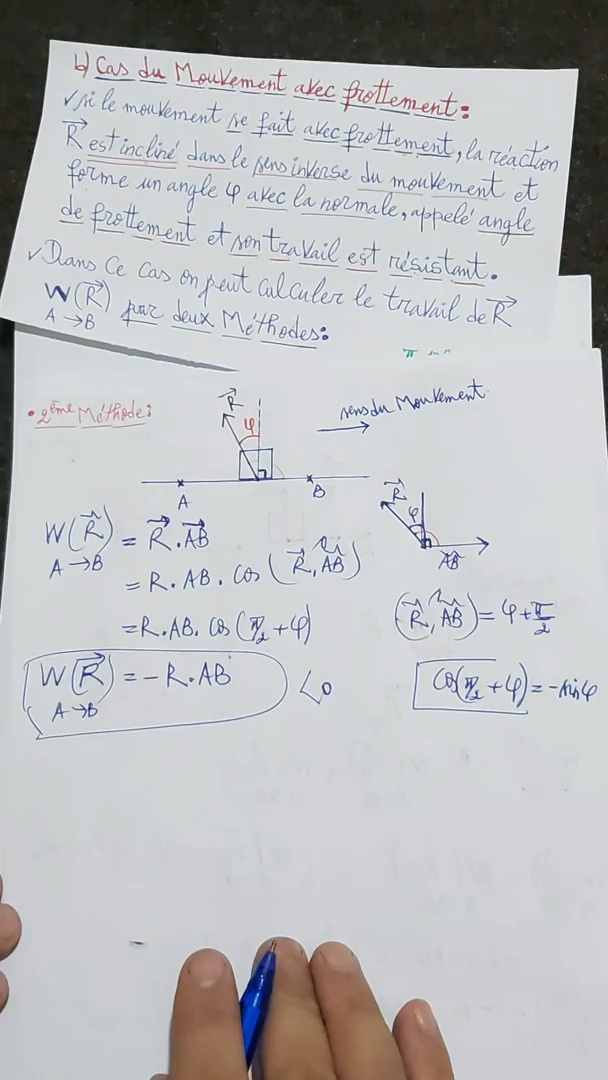 b) Cas du Mouvement avec frottement:
✓ si le mouvement se fait avec frottement, la réaction
R⃗ est incliné dans le sens inverse du mouvement et
forme un angle φ avec la normale, appelé angle
de frottement et son travail est résistant.
✓ Dans ce cas on peut calculer le travail de R⃗
W(R⃗) par deux Méthodes:
A→B
• 2ème Méthode:
R⃗
φ
sens du Mouvement
A
B
W(R⃗) = R⃗.AB⃗
A→B
= R.AB.cos(R⃗,AB⃗)
= R.AB.cos(π/2+φ)
W(R⃗) = -R.AB
A→B
<0
R⃗
φ
AB⃗
(R⃗,AB⃗) = φ+π/2
cos(π/2+φ) = -sinφ